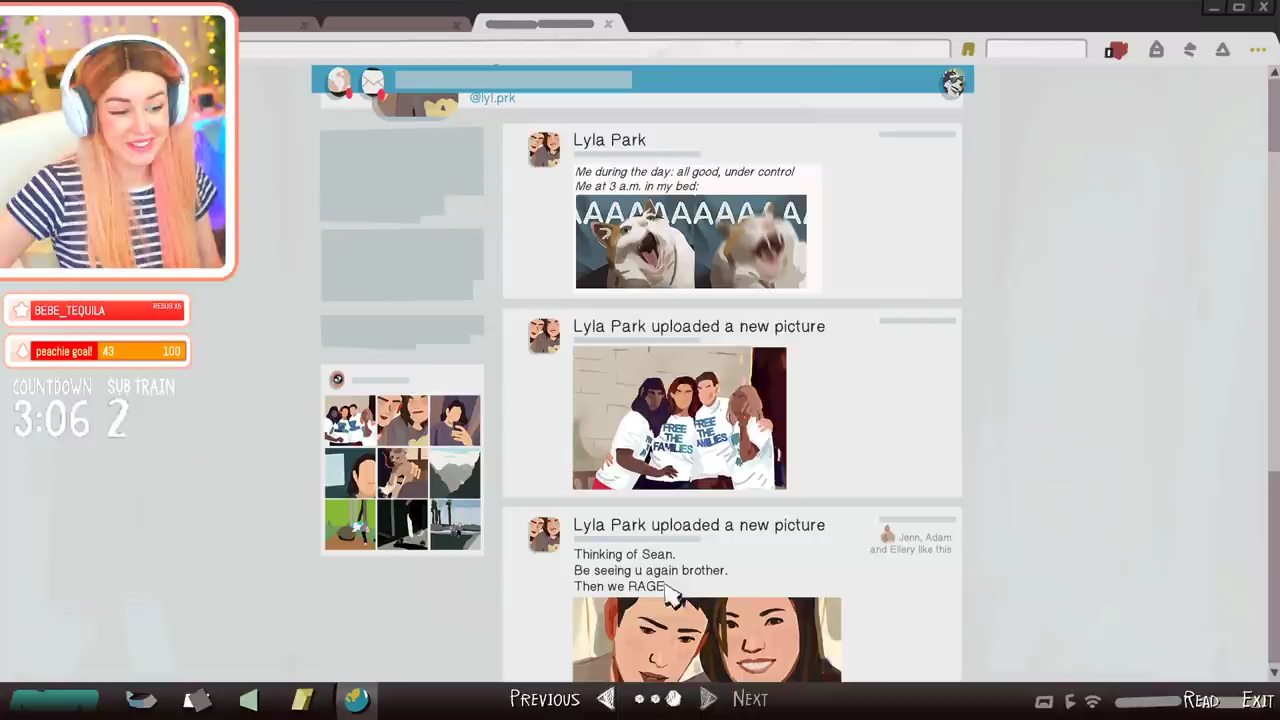 @lyl.prk
Lyla Park
Me during the day: all good, under control
Me at 3 a.m. in my bed:
AAAAAAAAAA
Lyla Park uploaded a new picture
FREE
THE
FAMILIES
FREE
THE
FAMILIES
Lyla Park uploaded a new picture
Jenn, Adam
and Ellery like this
Thinking of Sean.
Be seeing u again brother.
Then we RAGE
BEBE_TEQUILA
RESUB X5
peachie goal! 43 100
COUNTDOWN SUB TRAIN
3:06 2
PREVIOUS NEXT
READ EXIT